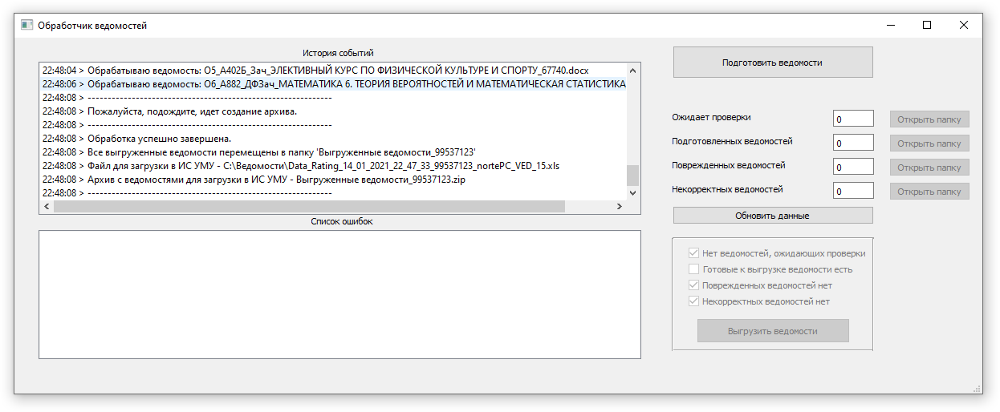 Обработчик ведомостей
История событий
22:48:04 > Обрабатываю ведомость: О5_А402Б_Зач_ЭЛЕКТИВНЫЙ КУРС ПО ФИЗИЧЕСКОЙ КУЛЬТУРЕ И СПОРТУ_67740.docx
22:48:06 > Обрабатываю ведомость: О6_А882_ДФЗач_МАТЕМАТИКА 6. ТЕОРИЯ ВЕРОЯТНОСТЕЙ И МАТЕМАТИЧЕСКАЯ СТАТИСТИКА
22:48:08 > -------------------------------------------------------
22:48:08 > Пожалуйста, подождите, идет создание архива.
22:48:08 > -------------------------------------------------------
22:48:08 > Обработка успешно завершена.
22:48:08 > Все выгруженные ведомости перемещены в папку 'Выгруженные ведомости_99537123'
22:48:08 > Файл для загрузки в ИС УМУ - C:\Ведомости\Data_Rating_14_01_2021_22_47_33_99537123_nortePC_VED_15.xls
22:48:08 > Архив с ведомостями для загрузки в ИС УМУ - Выгруженные ведомости_99537123.zip
22:48:08 > -------------------------------------------------------
Список ошибок
Подготовить ведомости
Ожидает проверки 0 Открыть папку
Подготовленных ведомостей 0 Открыть папку
Поврежденных ведомостей 0 Открыть папку
Некорректных ведомостей 0 Открыть папку
Обновить данные
Нет ведомостей, ожидающих проверки
Готовые к выгрузке ведомости есть
Поврежденных ведомостей нет
Некорректных ведомостей нет
Выгрузить ведомости